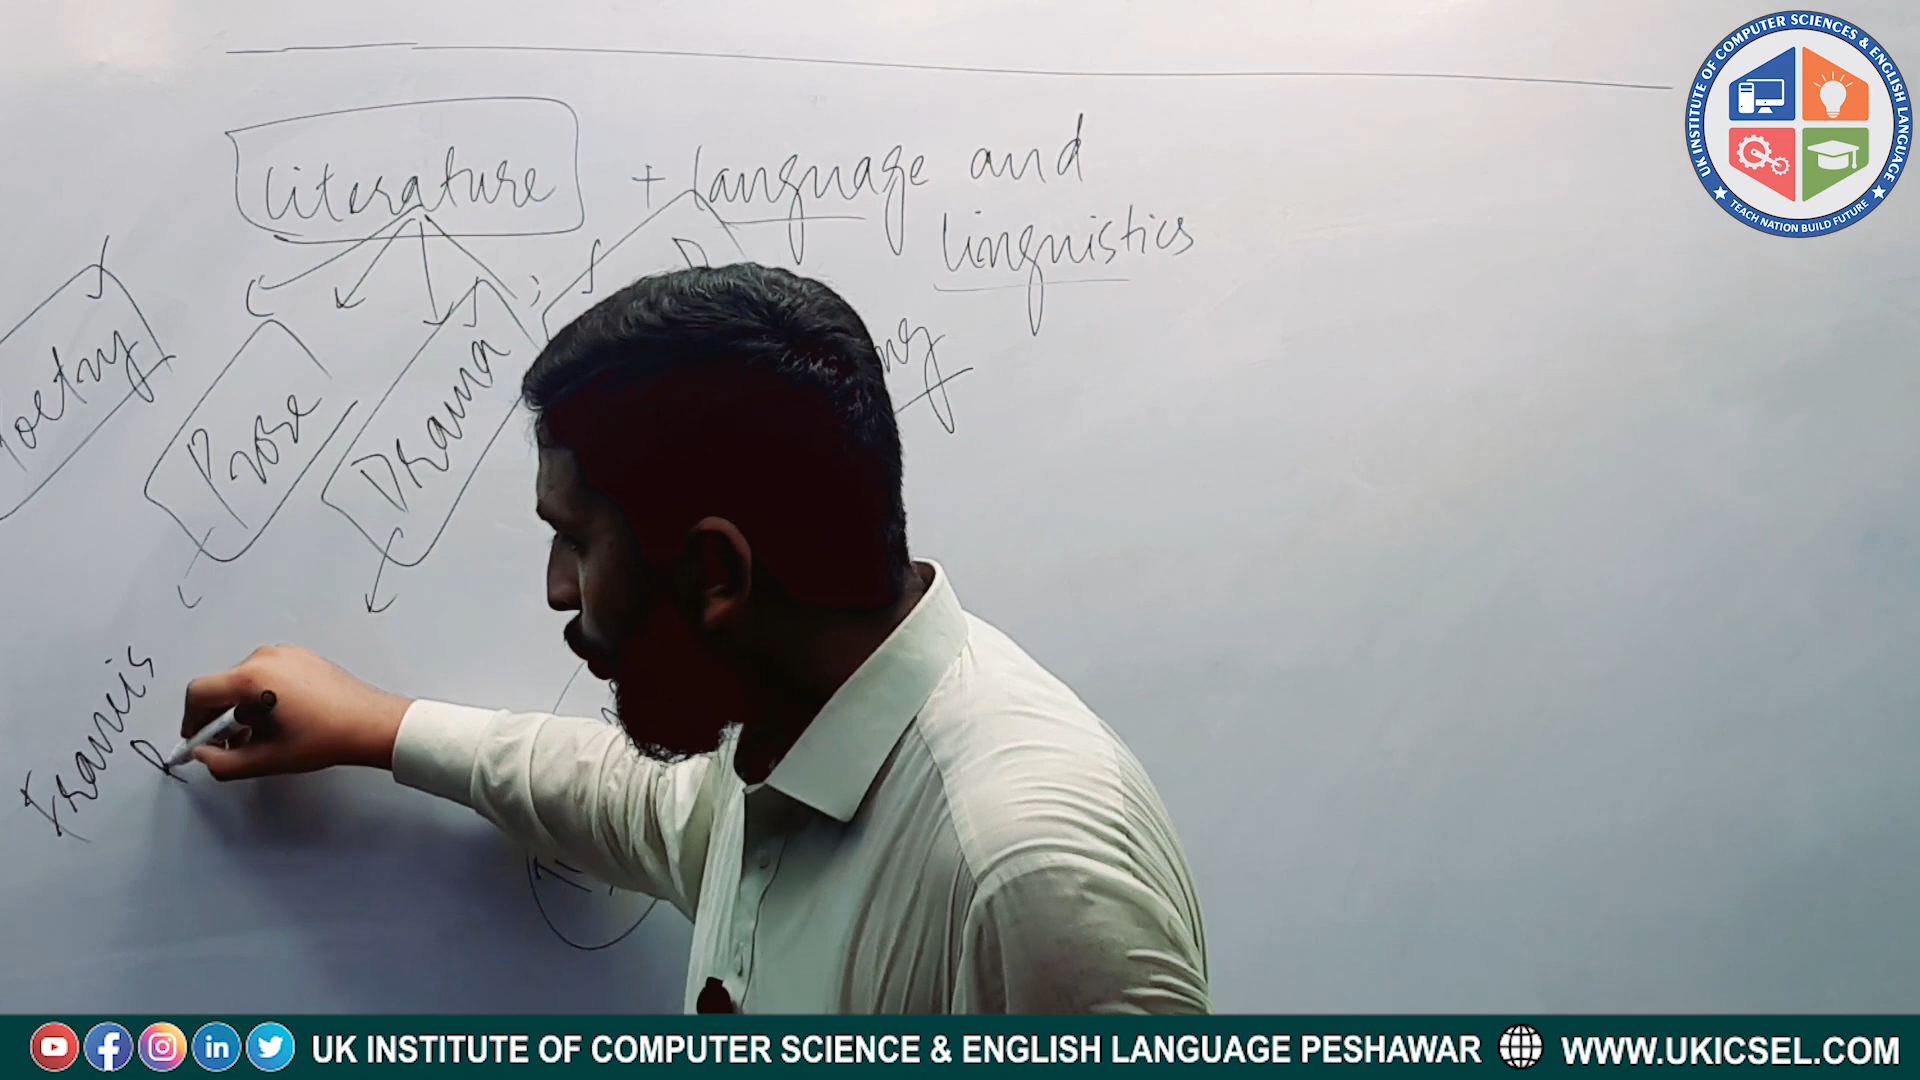 Literature + Language and
linguistics
Poetry
Prose
Drama
Francis
UK INSTITUTE OF COMPUTER SCIENCES & ENGLISH LANGUAGE
★ TEACH NATION BUILD FUTURE ★
UK INSTITUTE OF COMPUTER SCIENCE & ENGLISH LANGUAGE PESHAWAR WWW.UKICSEL.COM